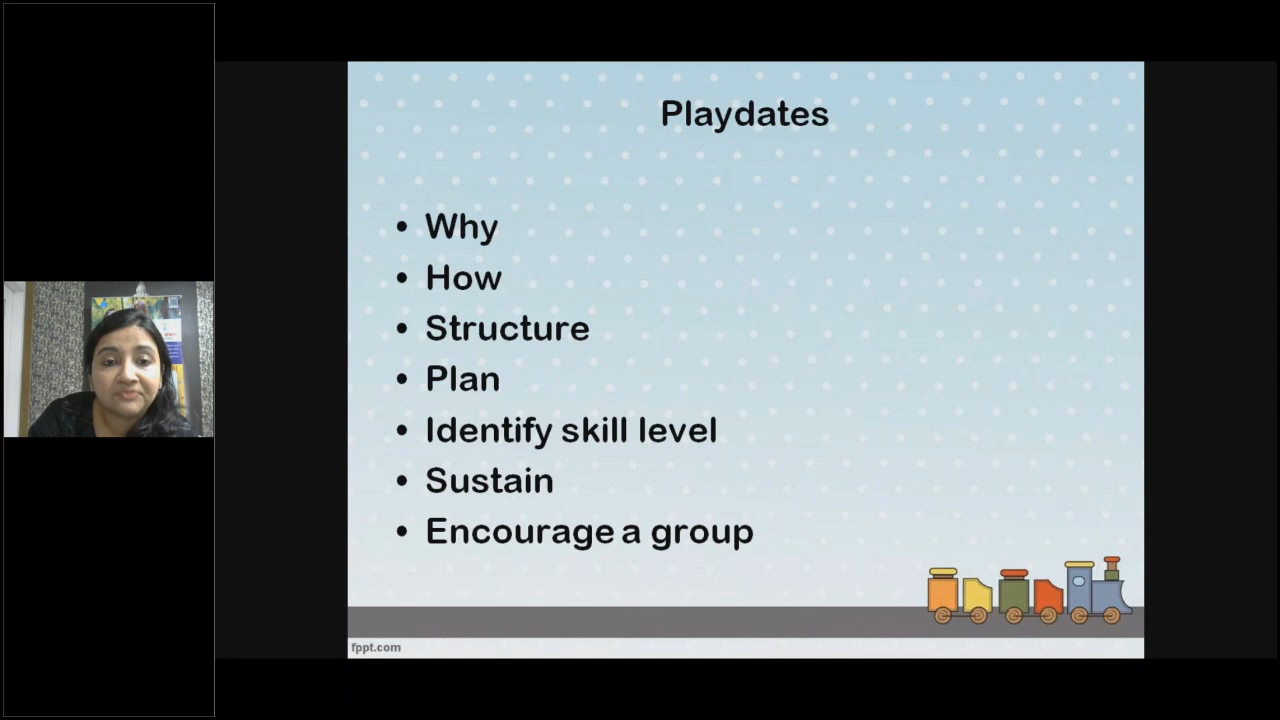 Playdates
• Why
• How
• Structure
• Plan
• Identify skill level
• Sustain
• Encourage a group
fppt.com